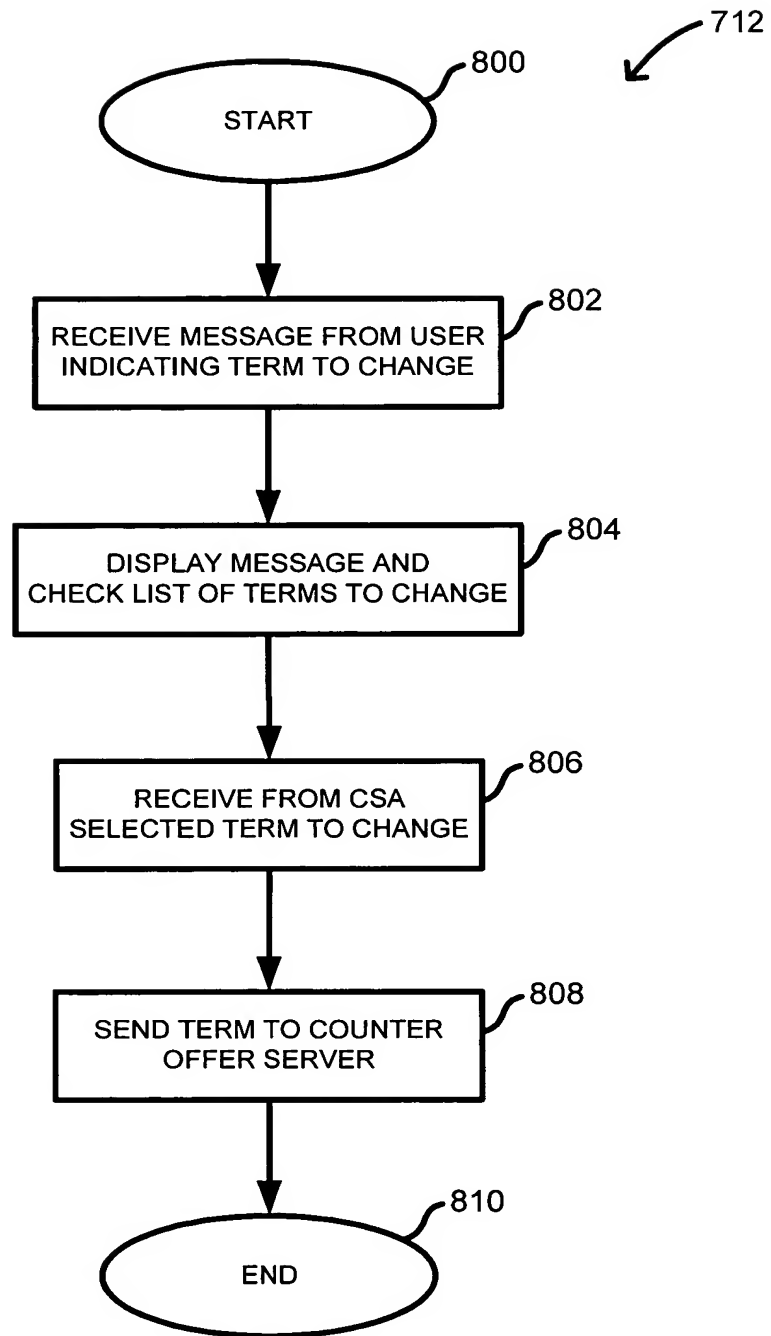 712
800
START
802
RECEIVE MESSAGE FROM USER
INDICATING TERM TO CHANGE
804
DISPLAY MESSAGE AND
CHECK LIST OF TERMS TO CHANGE
806
RECEIVE FROM CSA
SELECTED TERM TO CHANGE
808
SEND TERM TO COUNTER
OFFER SERVER
810
END